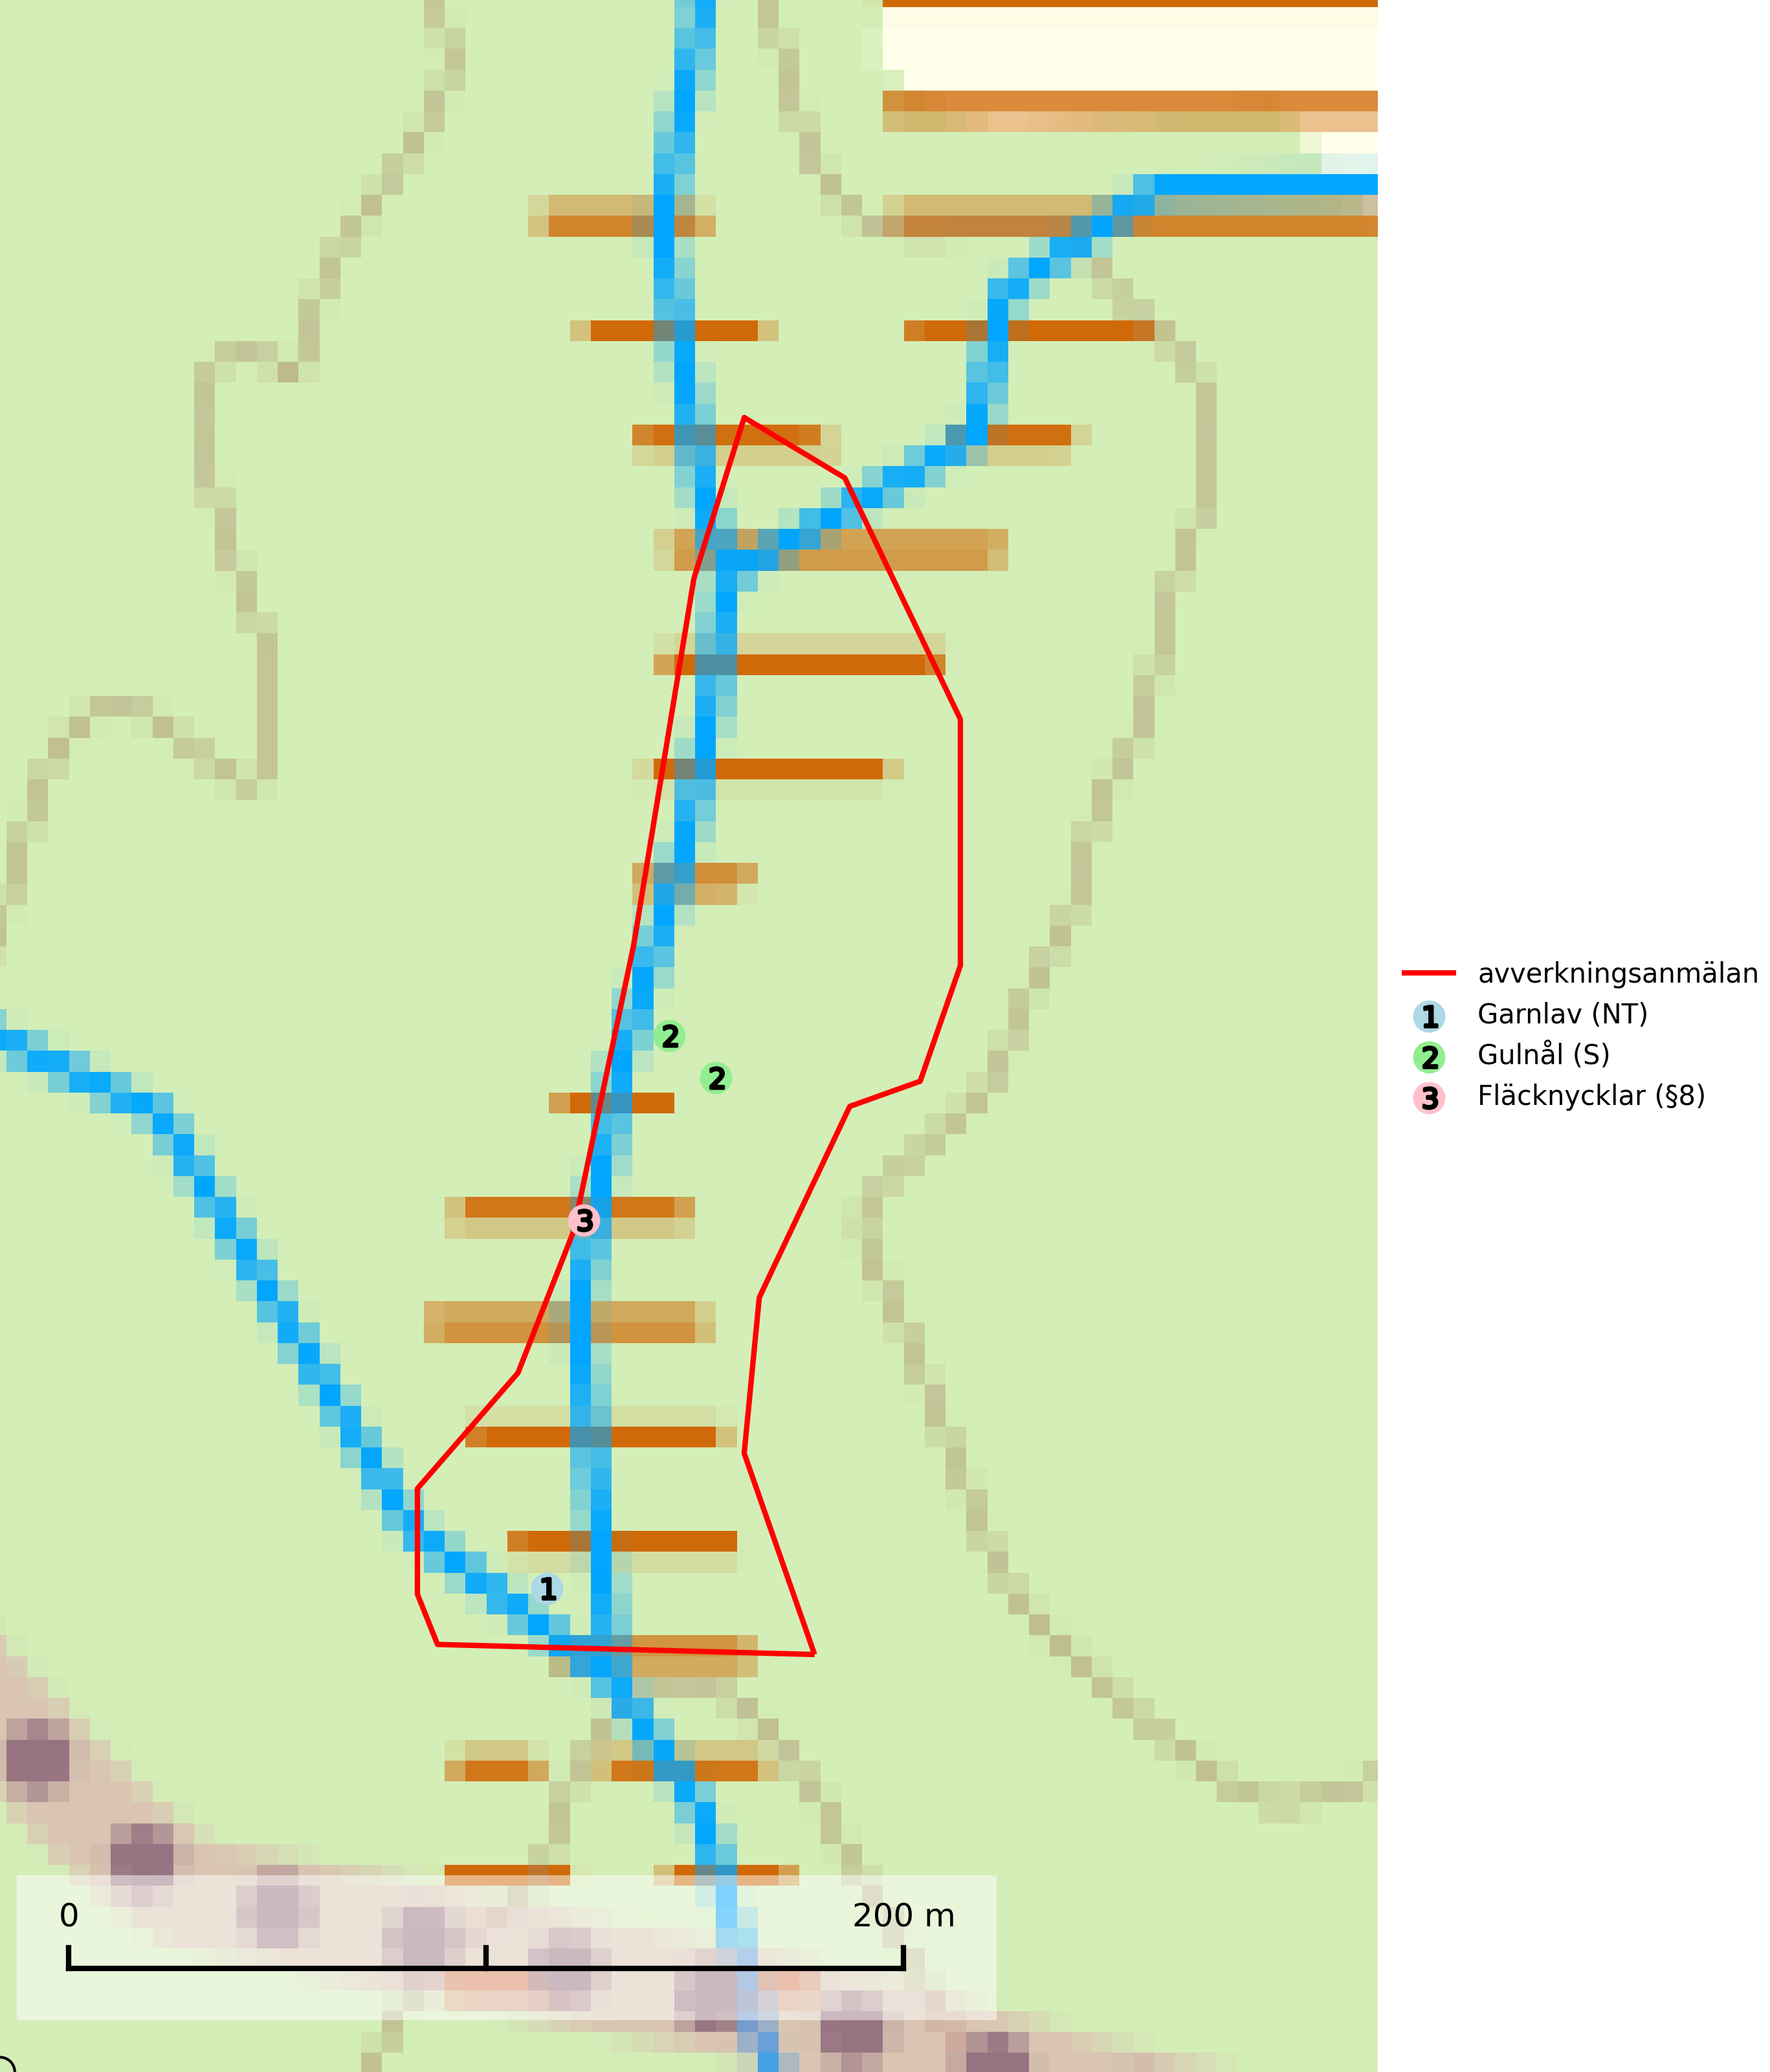 2
2
3
1
avverkningsanmälan
1 Garnlav (NT)
2 Gulnål (S)
3 Fläcknycklar (§8)
0 200 m